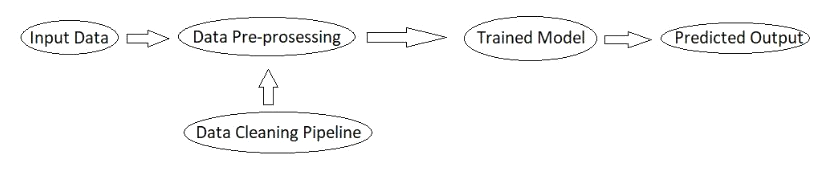 Input Data
Data Pre-prosessing
Trained Model
Predicted Output
Data Cleaning Pipeline